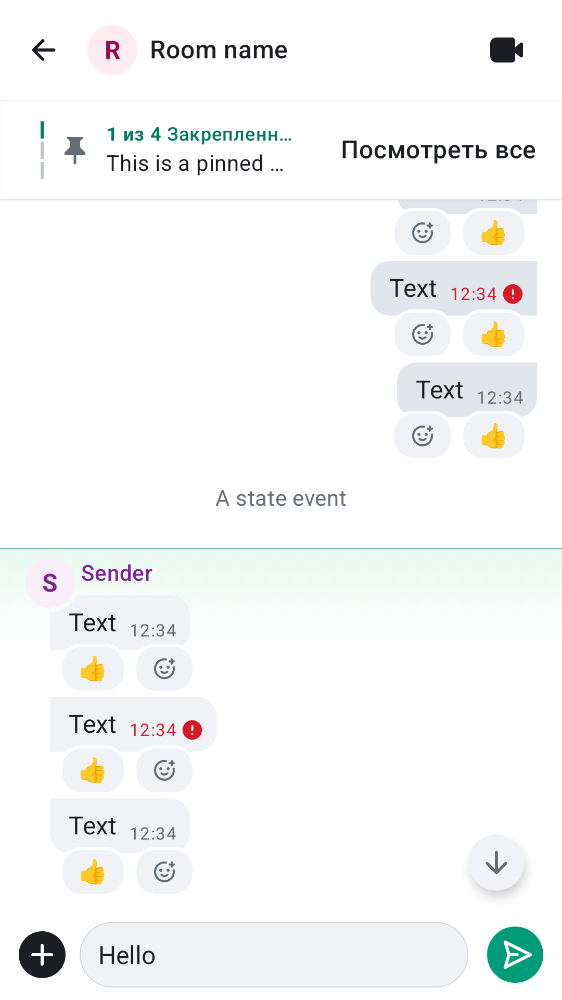 R Room name
1 из 4 Закрепленн...
This is a pinned ...
Посмотреть все
Text 12:34
Text 12:34
A state event
S Sender
Text 12:34
Text 12:34
Text 12:34
Hello